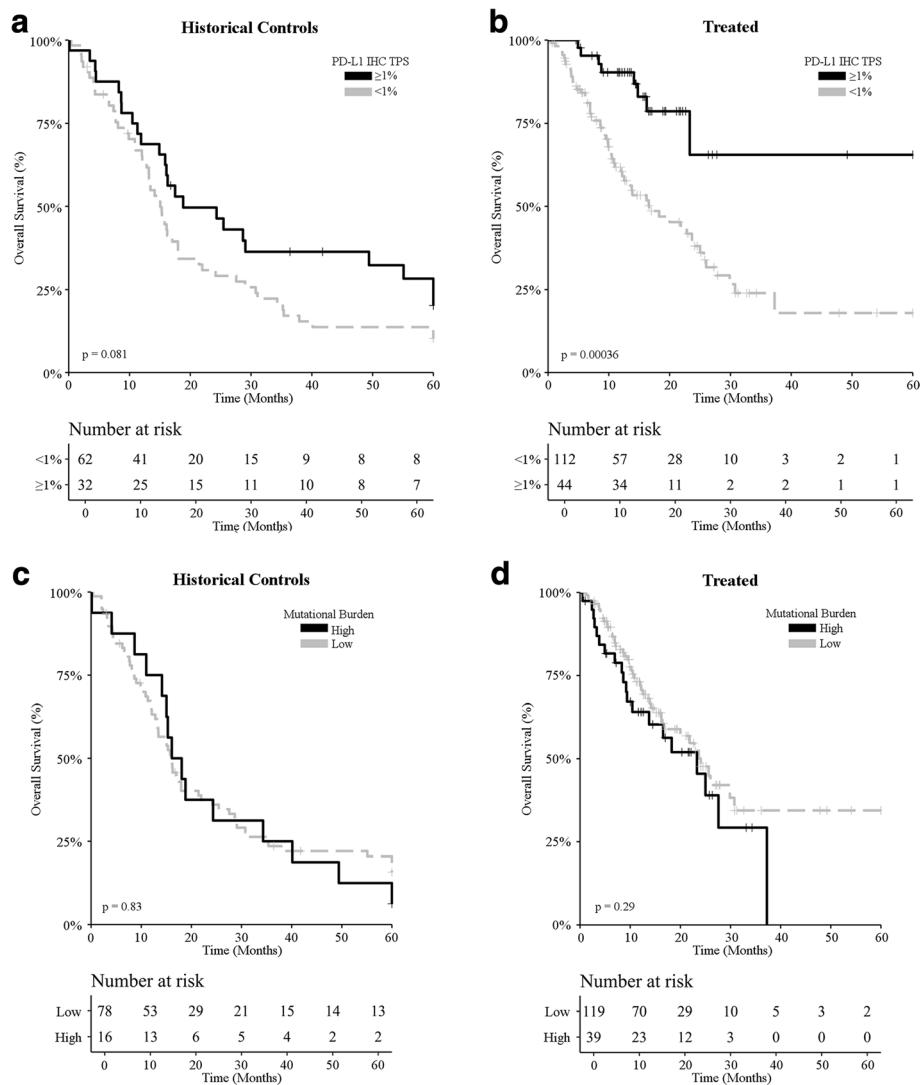 a
Historical Controls
PD-L1 IHC TPS
≥1%
<1%
100%
75%
50%
25%
0%
Overall Survival (%)
p = 0.081
0 10 20 30 40 50 60
Time (Months)
Number at risk
<1% 62 41 20 15 9 8 8
≥1% 32 25 15 11 10 8 7
0 10 20 30 40 50 60
Time (Months)
b
Treated
PD-L1 IHC TPS
≥1%
<1%
100%
75%
50%
25%
0%
Overall Survival (%)
p = 0.00036
0 10 20 30 40 50 60
Time (Months)
Number at risk
<1% 112 57 28 10 3 2 1
≥1% 44 34 11 2 2 1 1
0 10 20 30 40 50 60
Time (Months)
c
Historical Controls
Mutational Burden
High
Low
100%
75%
50%
25%
0%
Overall Survival (%)
p = 0.83
0 10 20 30 40 50 60
Time (Months)
Number at risk
Low 78 53 29 21 15 14 13
High 16 13 6 5 4 2 2
0 10 20 30 40 50 60
Time (Months)
d
Treated
Mutational Burden
High
Low
100%
75%
50%
25%
0%
Overall Survival (%)
p = 0.29
0 10 20 30 40 50 60
Time (Months)
Number at risk
Low 119 70 29 10 5 3 2
High 39 23 12 3 0 0 0
0 10 20 30 40 50 60
Time (Months)